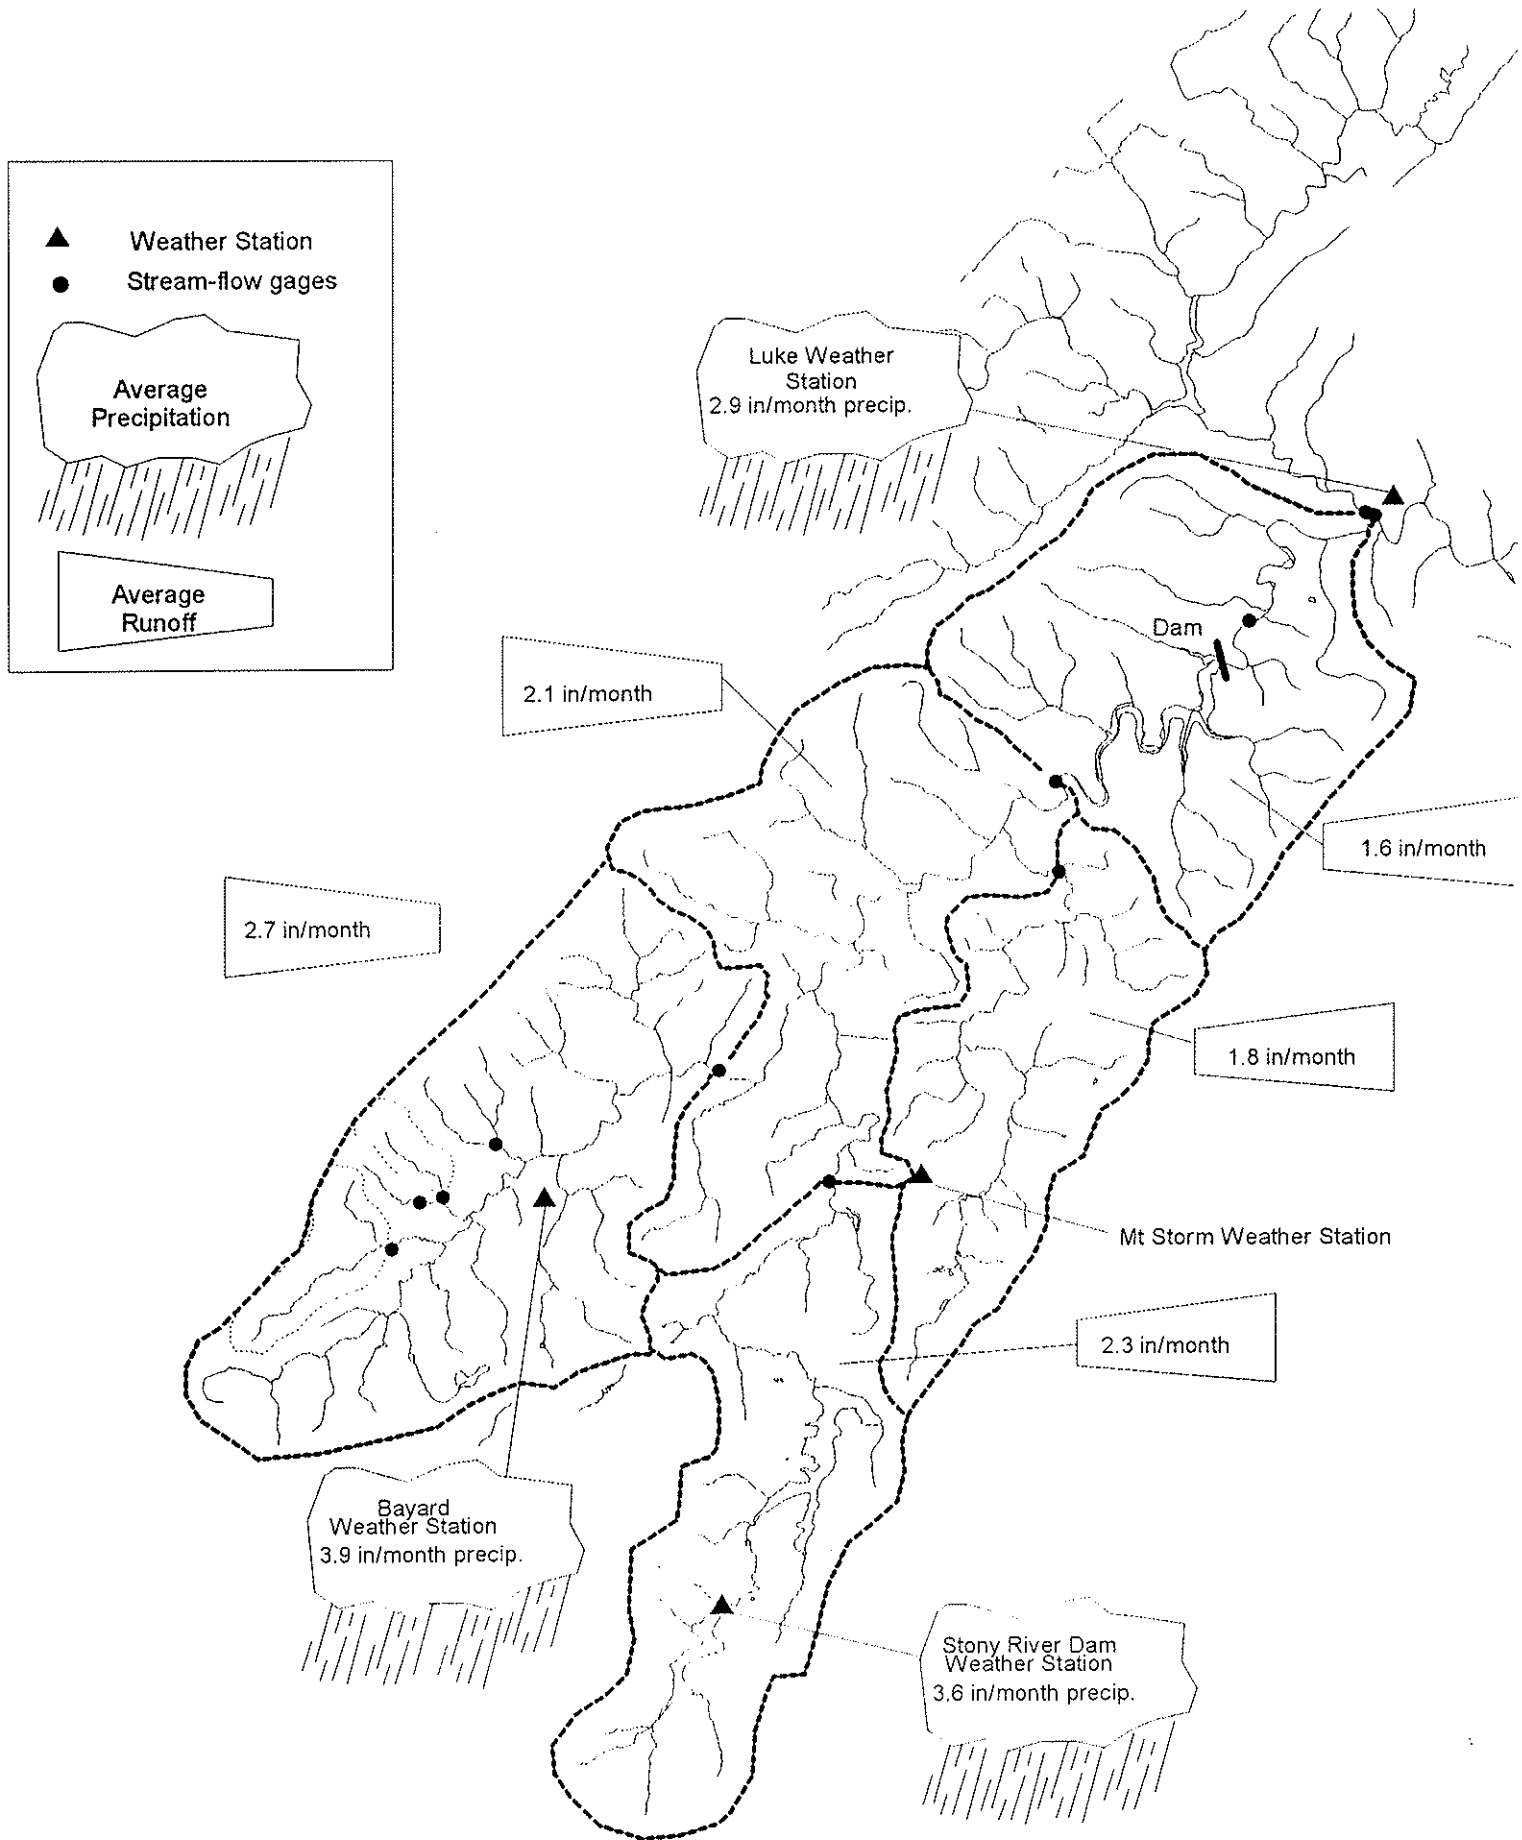 Weather Station
Stream-flow gages
Average
Precipitation
Average
Runoff
Luke Weather
Station
2.9 in/month precip.
Dam
2.1 in/month
1.6 in/month
2.7 in/month
1.8 in/month
Mt Storm Weather Station
2.3 in/month
Bayard
Weather Station
3.9 in/month precip.
Stony River Dam
Weather Station
3.6 in/month precip.